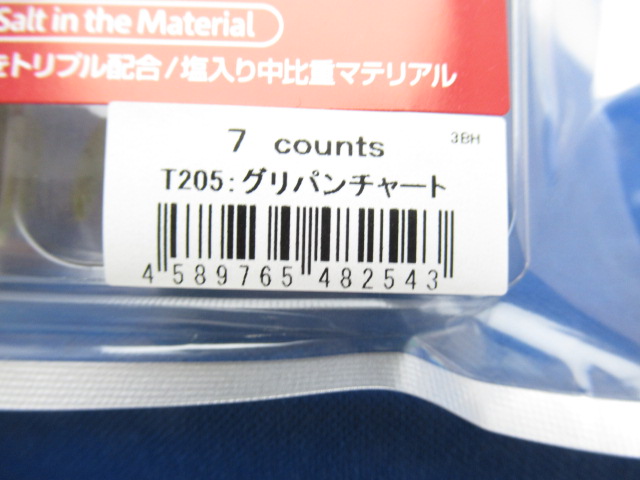 Salt in the Material
をトリプル配合/塩入り中比重マテリアル
7 counts
3BH
T205:グリパンチャート
4 589765 482543